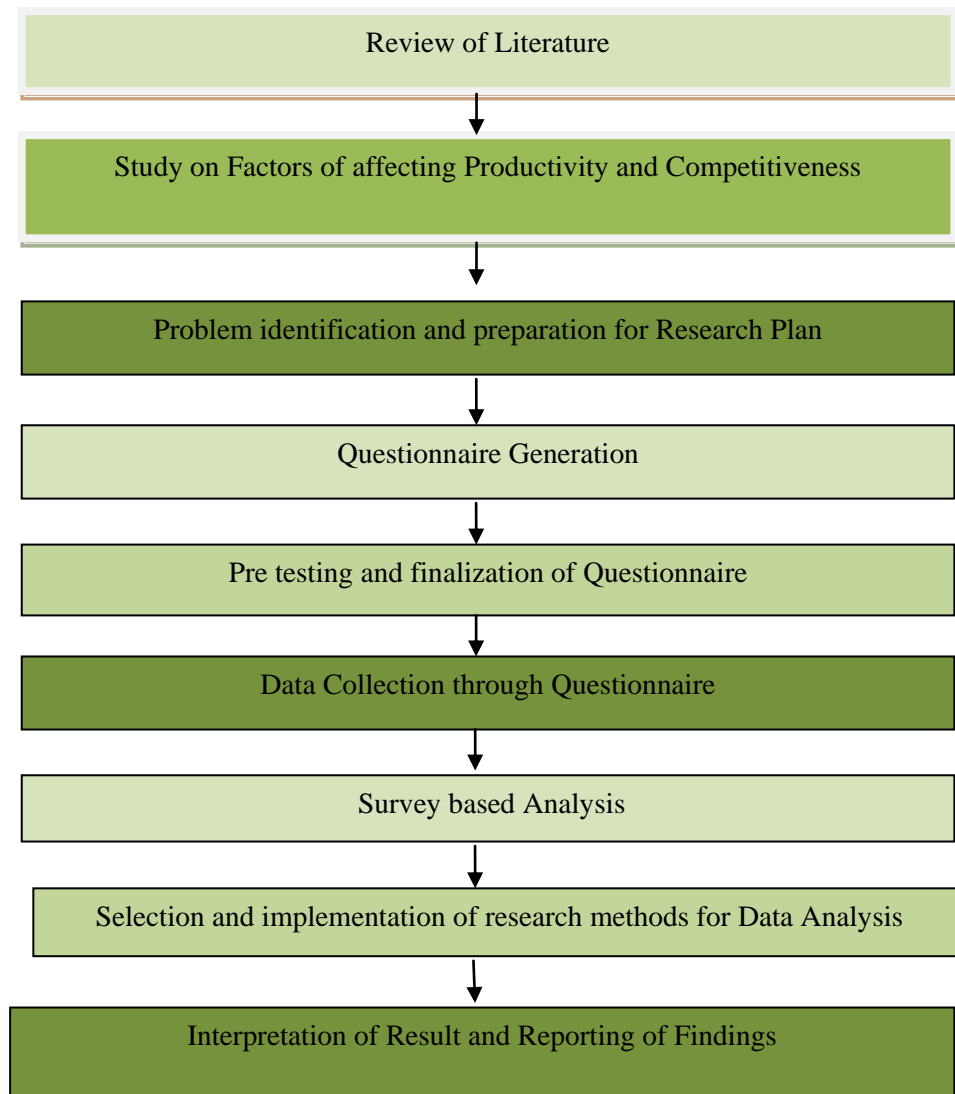 Review of Literature
Study on Factors of affecting Productivity and Competitiveness
Problem identification and preparation for Research Plan
Questionnaire Generation
Pre testing and finalization of Questionnaire
Data Collection through Questionnaire
Survey based Analysis
Selection and implementation of research methods for Data Analysis
Interpretation of Result and Reporting of Findings